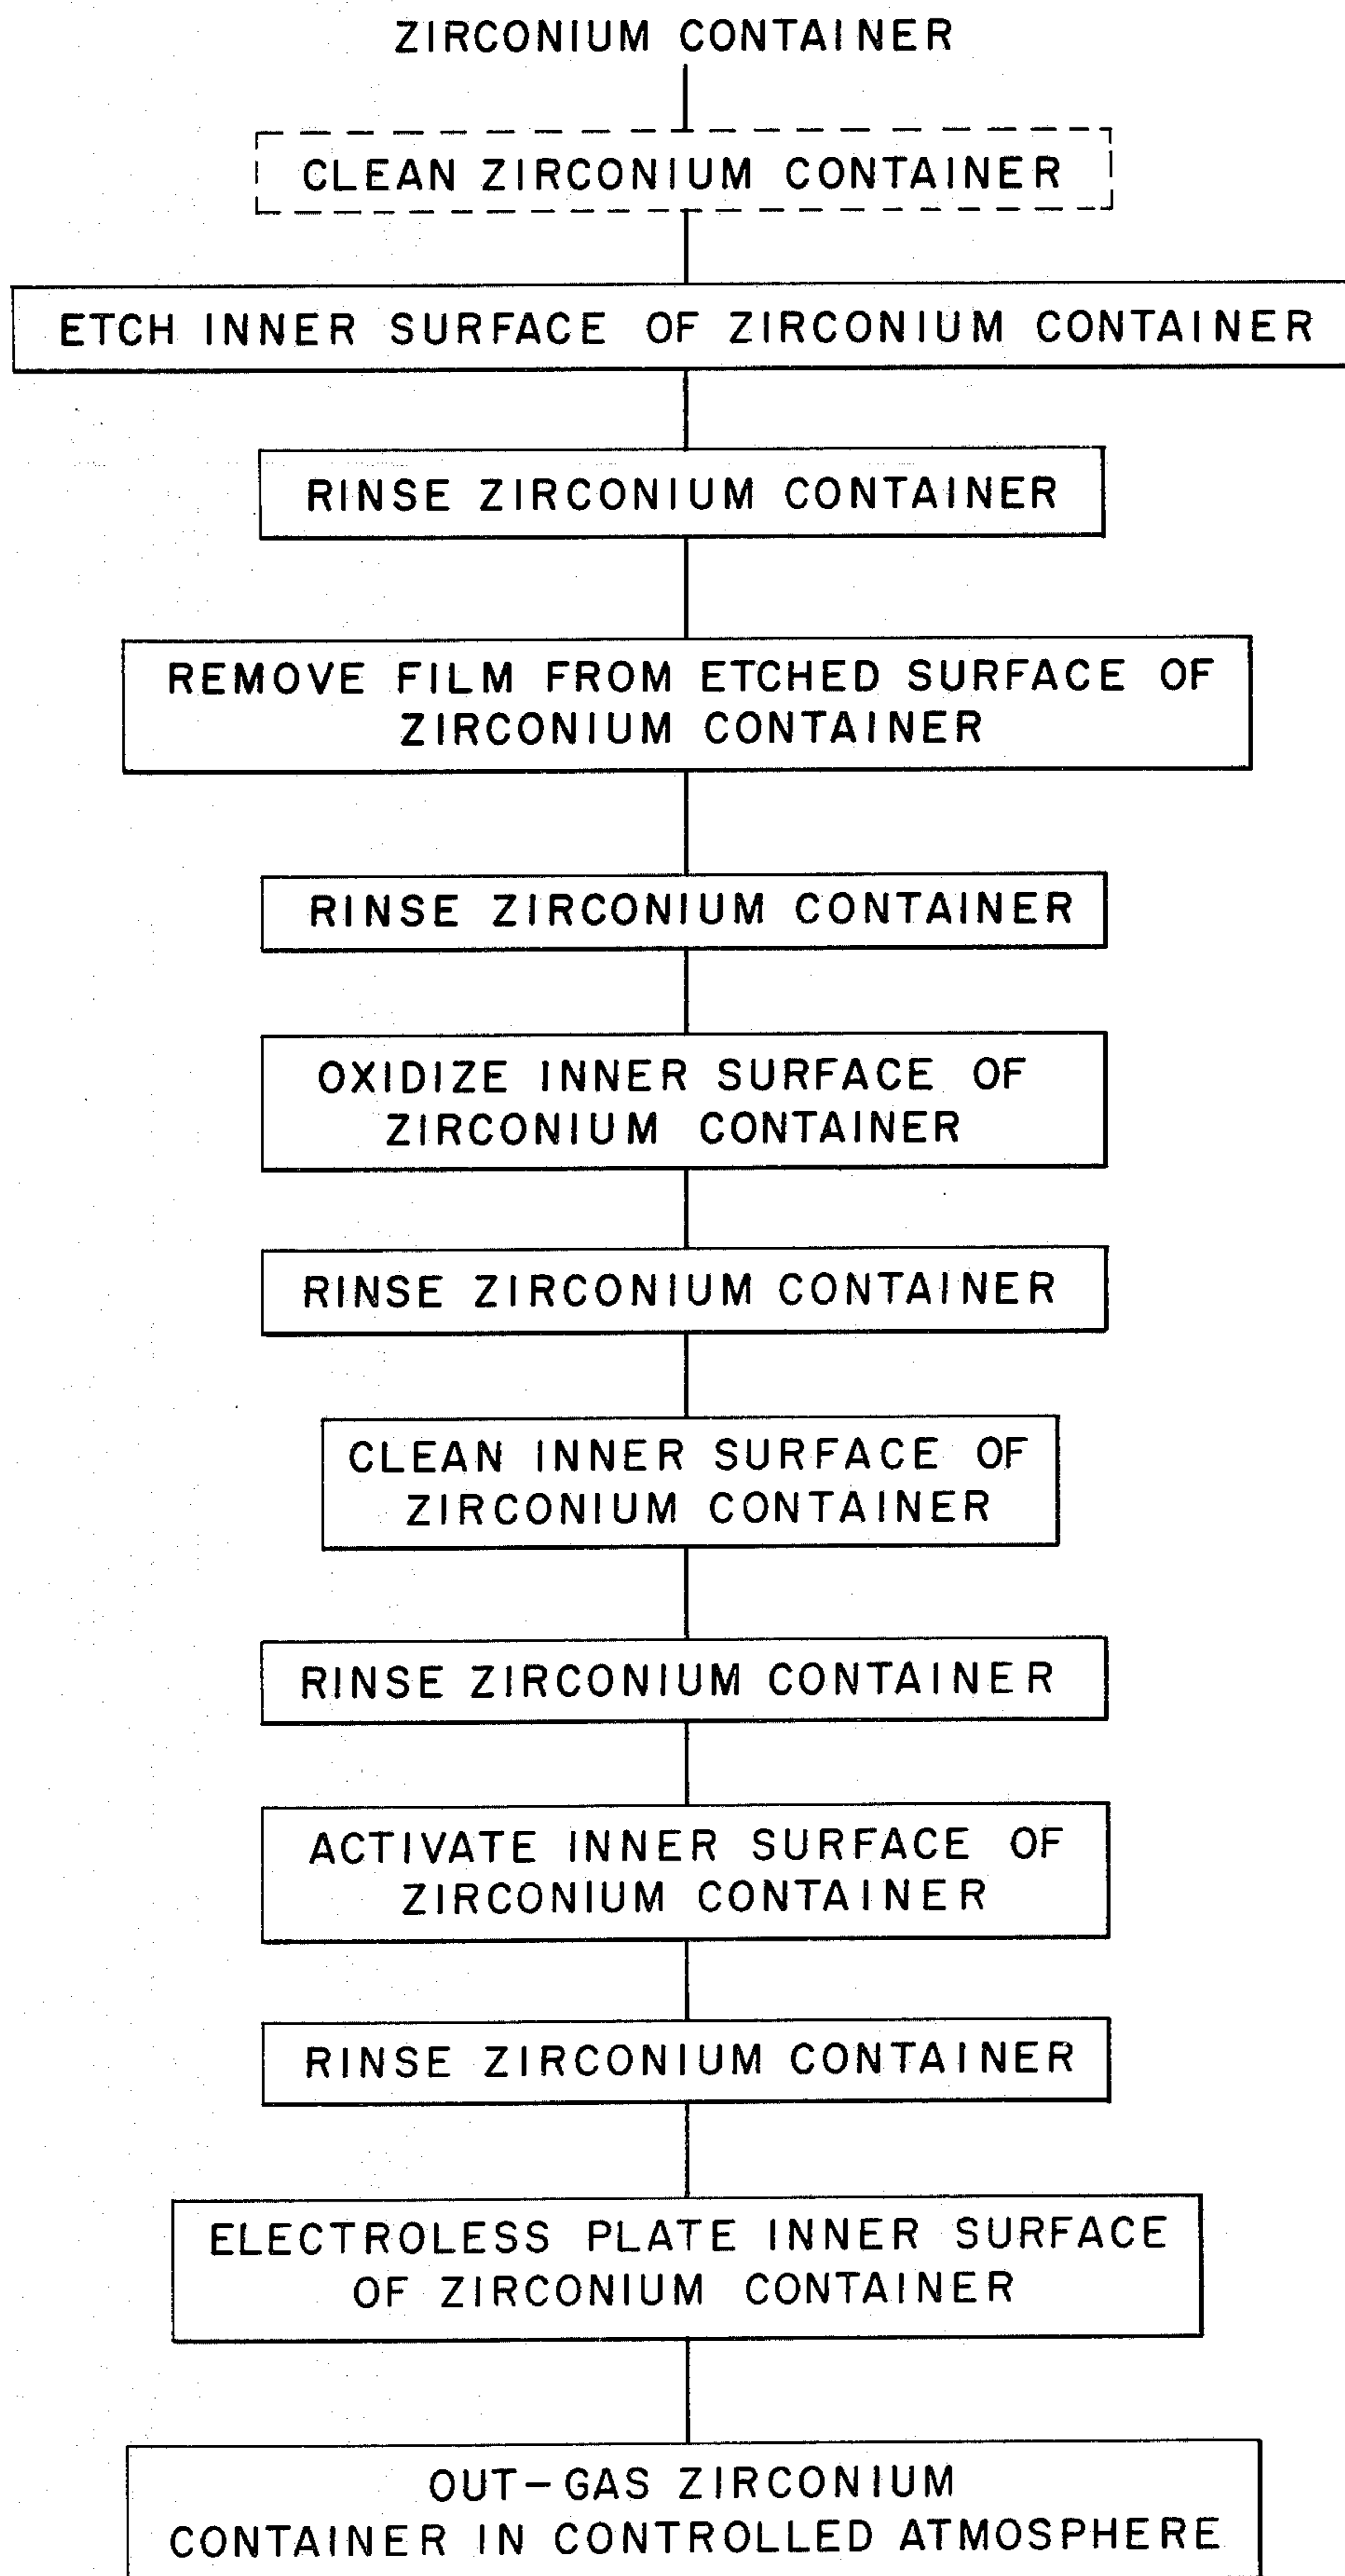 ZIRCONIUM CONTAINER
CLEAN ZIRCONIUM CONTAINER
ETCH INNER SURFACE OF ZIRCONIUM CONTAINER
RINSE ZIRCONIUM CONTAINER
REMOVE FILM FROM ETCHED SURFACE OF
ZIRCONIUM CONTAINER
RINSE ZIRCONIUM CONTAINER
OXIDIZE INNER SURFACE OF
ZIRCONIUM CONTAINER
RINSE ZIRCONIUM CONTAINER
CLEAN INNER SURFACE OF
ZIRCONIUM CONTAINER
RINSE ZIRCONIUM CONTAINER
ACTIVATE INNER SURFACE OF
ZIRCONIUM CONTAINER
RINSE ZIRCONIUM CONTAINER
ELECTROLESS PLATE INNER SURFACE
OF ZIRCONIUM CONTAINER
OUT-GAS ZIRCONIUM
CONTAINER IN CONTROLLED ATMOSPHERE